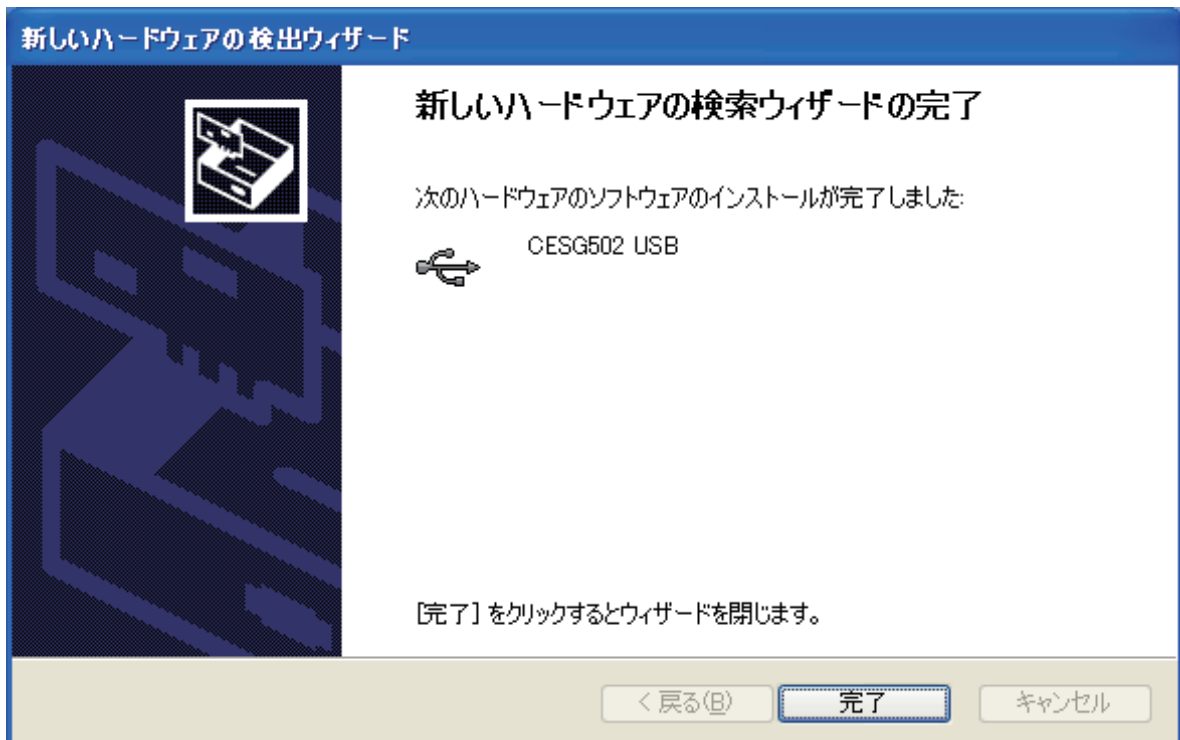 新しいハードウェアの検出ウィザード
新しいハードウェアの検索ウィザードの完了
次のハードウェアのソフトウェアのインストールが完了しました:
CESG502 USB
[完了] をクリックするとウィザードを閉じます。
< 戻る(B) 完了 キャンセル